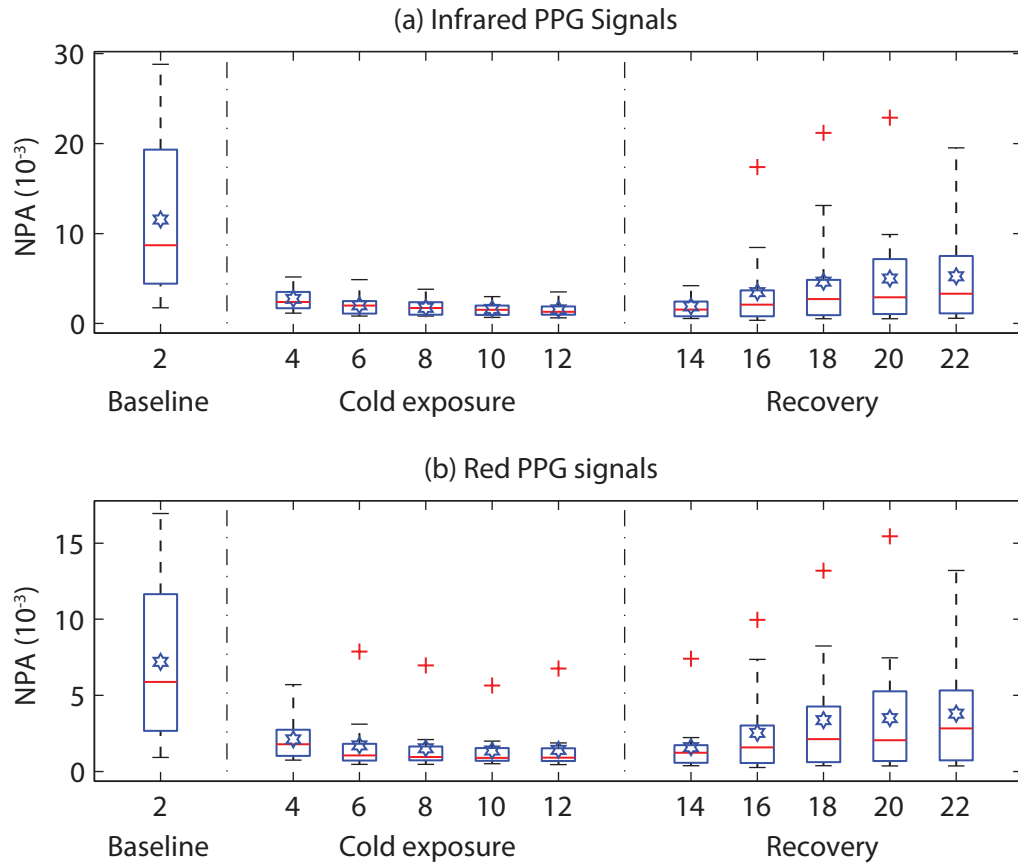 (a) Infrared PPG Signals
NPA (10⁻³)
30
20
10
0
2 4 6 8 10 12 14 16 18 20 22
Baseline Cold exposure Recovery
(b) Red PPG signals
NPA (10⁻³)
15
10
5
0
2 4 6 8 10 12 14 16 18 20 22
Baseline Cold exposure Recovery